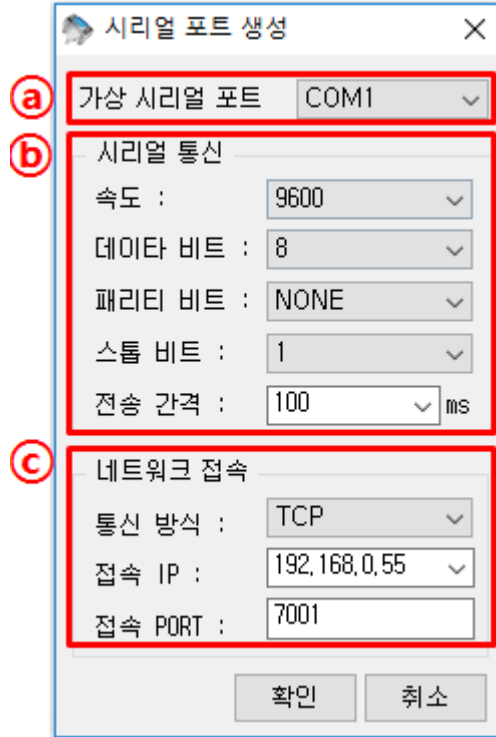 시리얼 포트 생성
ⓐ 가상 시리얼 포트 COM1
ⓑ 시리얼 통신
속도 : 9600
데이타 비트 : 8
패리티 비트 : NONE
스톱 비트 : 1
전송 간격 : 100 ms
ⓒ 네트워크 접속
통신 방식 : TCP
접속 IP : 192,168,0,55
접속 PORT : 7001
확인 취소